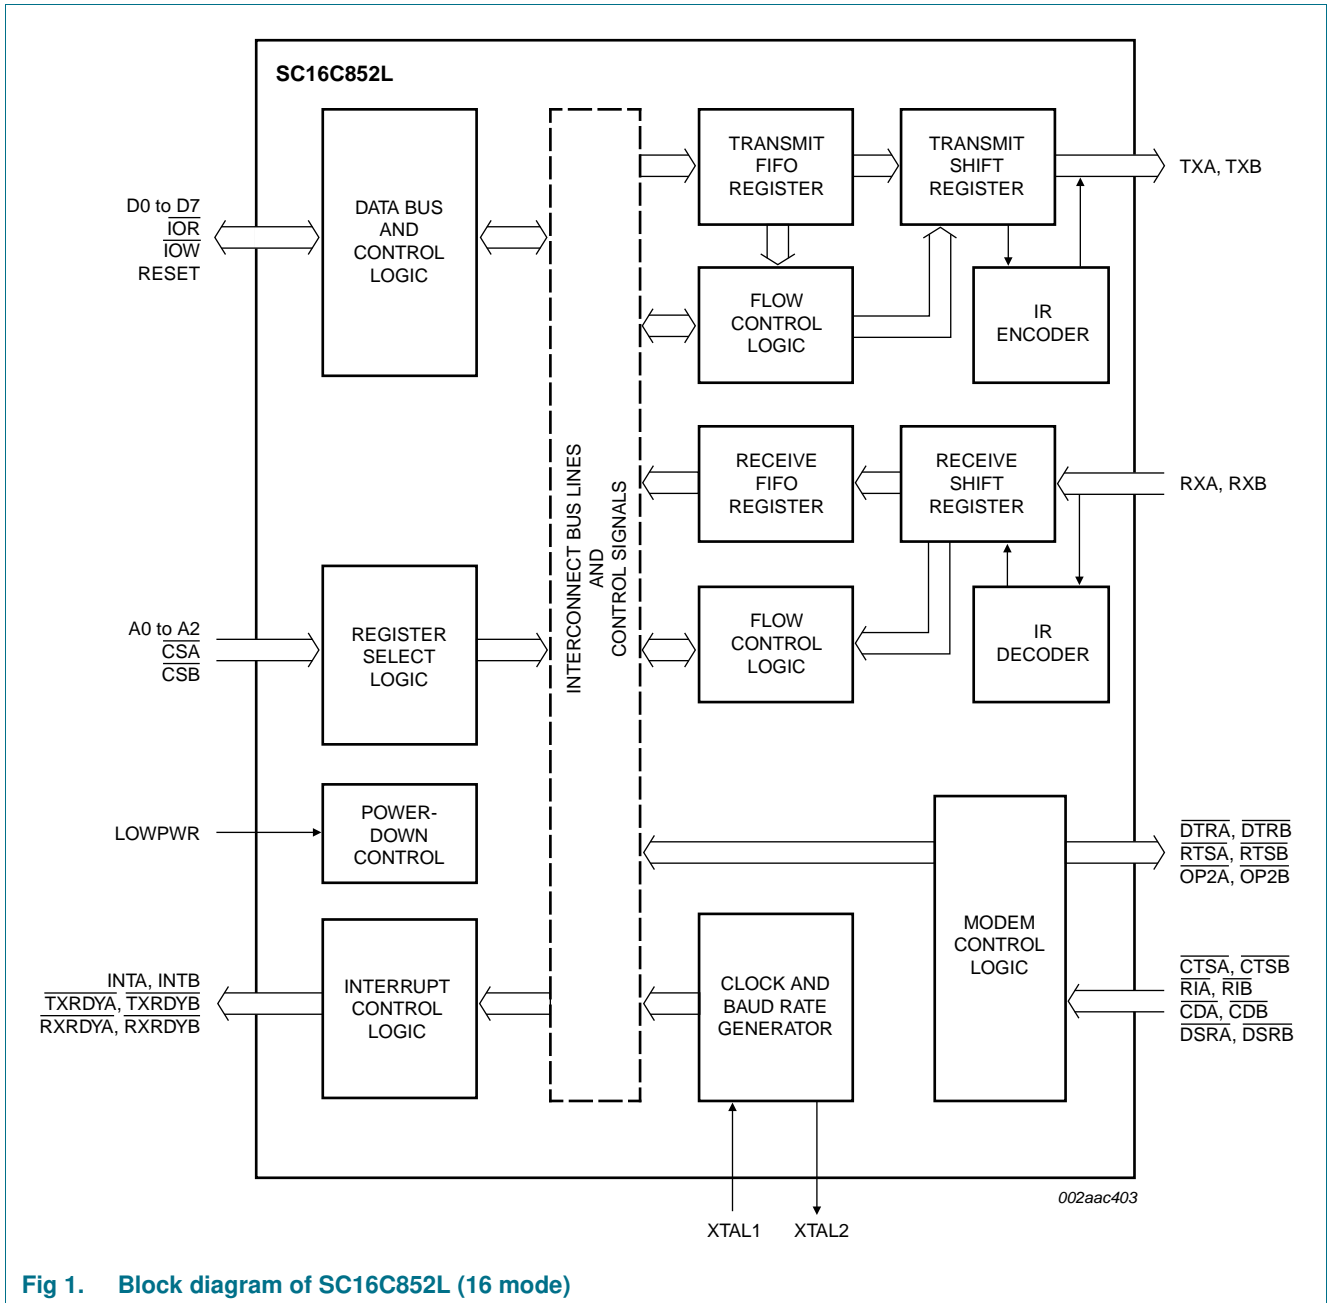 SC16C852L
D0 to D7
IOR
IOW
RESET
DATA BUS
AND
CONTROL
LOGIC
TRANSMIT
FIFO
REGISTER
TRANSMIT
SHIFT
REGISTER
TXA, TXB
FLOW
CONTROL
LOGIC
IR
ENCODER
INTERCONNECT BUS LINES
AND
CONTROL SIGNALS
RECEIVE
FIFO
REGISTER
RECEIVE
SHIFT
REGISTER
RXA, RXB
A0 to A2
CSA
CSB
REGISTER
SELECT
LOGIC
FLOW
CONTROL
LOGIC
IR
DECODER
LOWPWR
POWER-
DOWN
CONTROL
DTRA, DTRB
RTSA, RTSB
OP2A, OP2B
MODEM
CONTROL
LOGIC
CTSA, CTSB
RIA, RIB
CDA, CDB
DSRA, DSRB
INTA, INTB
TXRDYA, TXRDYB
RXRDYA, RXRDYB
INTERRUPT
CONTROL
LOGIC
CLOCK AND
BAUD RATE
GENERATOR
XTAL1
XTAL2
002aac403
Fig 1. Block diagram of SC16C852L (16 mode)